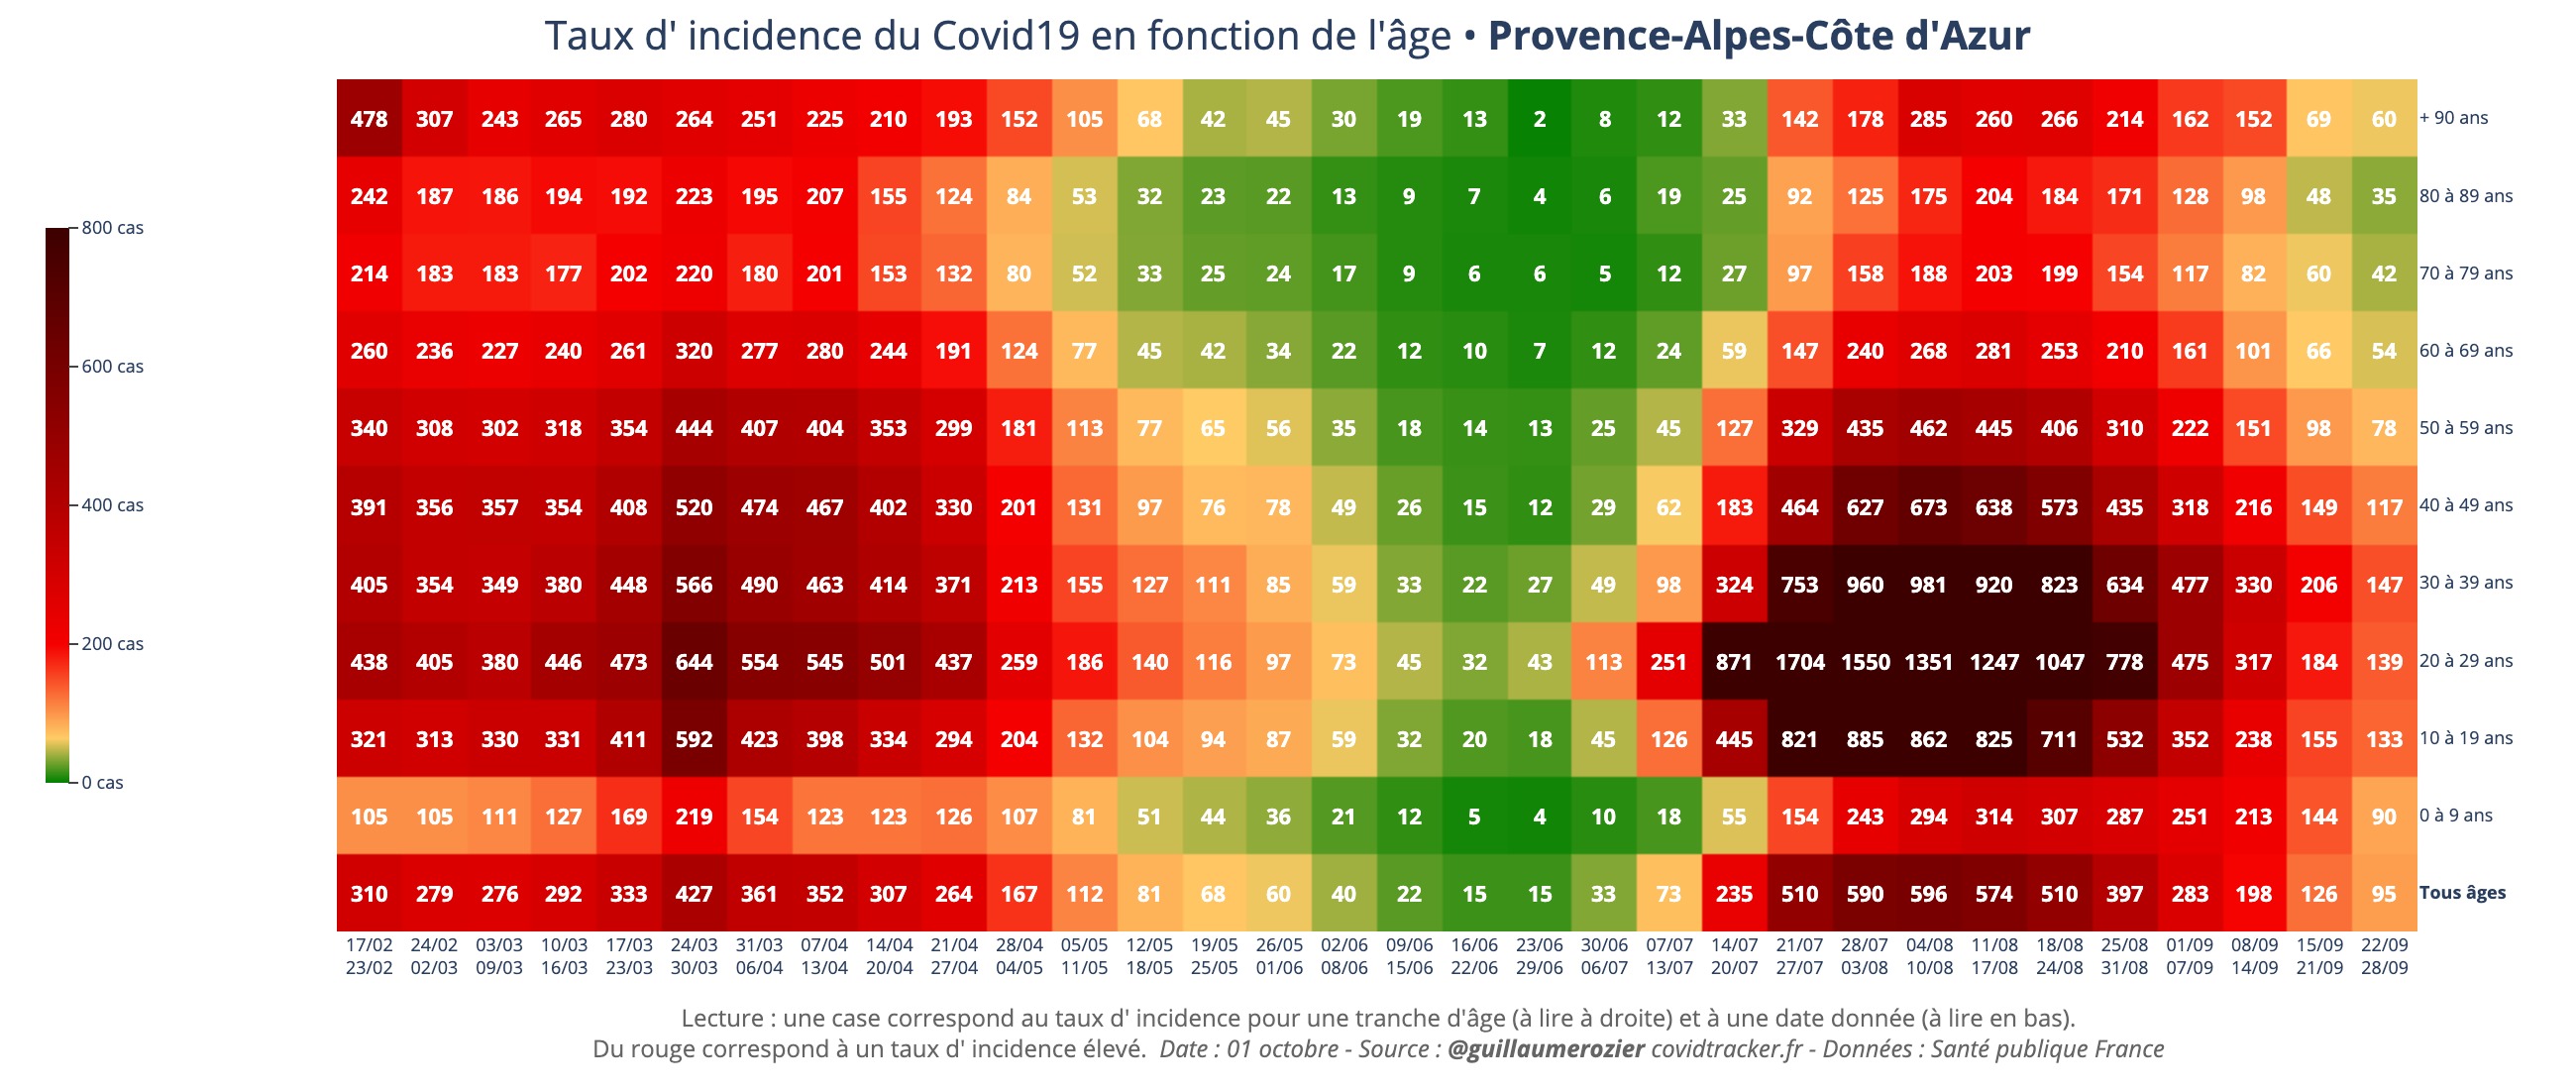 Taux d' incidence du Covid19 en fonction de l'âge • Provence-Alpes-Côte d'Azur
800 cas
600 cas
400 cas
200 cas
0 cas
478 307 243 265 280 264 251 225 210 193 152 105 68 42 45 30 19 13 2 8 12 33 142 178 285 260 266 214 162 152 69 60 + 90 ans
242 187 186 194 192 223 195 207 155 124 84 53 32 23 22 13 9 7 4 6 19 25 92 125 175 204 184 171 128 98 48 35 80 à 89 ans
214 183 183 177 202 220 180 201 153 132 80 52 33 25 24 17 9 6 6 5 12 27 97 158 188 203 199 154 117 82 60 42 70 à 79 ans
260 236 227 240 261 320 277 280 244 191 124 77 45 42 34 22 12 10 7 12 24 59 147 240 268 281 253 210 161 101 66 54 60 à 69 ans
340 308 302 318 354 444 407 404 353 299 181 113 77 65 56 35 18 14 13 25 45 127 329 435 462 445 406 310 222 151 98 78 50 à 59 ans
391 356 357 354 408 520 474 467 402 330 201 131 97 76 78 49 26 15 12 29 62 183 464 627 673 638 573 435 318 216 149 117 40 à 49 ans
405 354 349 380 448 566 490 463 414 371 213 155 127 111 85 59 33 22 27 49 98 324 753 960 981 920 823 634 477 330 206 147 30 à 39 ans
438 405 380 446 473 644 554 545 501 437 259 186 140 116 97 73 45 32 43 113 251 871 1704 1550 1351 1247 1047 778 475 317 184 139 20 à 29 ans
321 313 330 331 411 592 423 398 334 294 204 132 104 94 87 59 32 20 18 45 126 445 821 885 862 825 711 532 352 238 155 133 10 à 19 ans
105 105 111 127 169 219 154 123 123 126 107 81 51 44 36 21 12 5 4 10 18 55 154 243 294 314 307 287 251 213 144 90 0 à 9 ans
310 279 276 292 333 427 361 352 307 264 167 112 81 68 60 40 22 15 15 33 73 235 510 590 596 574 510 397 283 198 126 95 Tous âges
17/02 24/02 03/03 10/03 17/03 24/03 31/03 07/04 14/04 21/04 28/04 05/05 12/05 19/05 26/05 02/06 09/06 16/06 23/06 30/06 07/07 14/07 21/07 28/07 04/08 11/08 18/08 25/08 01/09 08/09 15/09 22/09
23/02 02/03 09/03 16/03 23/03 30/03 06/04 13/04 20/04 27/04 04/05 11/05 18/05 25/05 01/06 08/06 15/06 22/06 29/06 06/07 13/07 20/07 27/07 03/08 10/08 17/08 24/08 31/08 07/09 14/09 21/09 28/09
Lecture : une case correspond au taux d' incidence pour une tranche d'âge (à lire à droite) et à une date donnée (à lire en bas).
Du rouge correspond à un taux d' incidence élevé. Date : 01 octobre - Source : @guillaumerozier covidtracker.fr - Données : Santé publique France